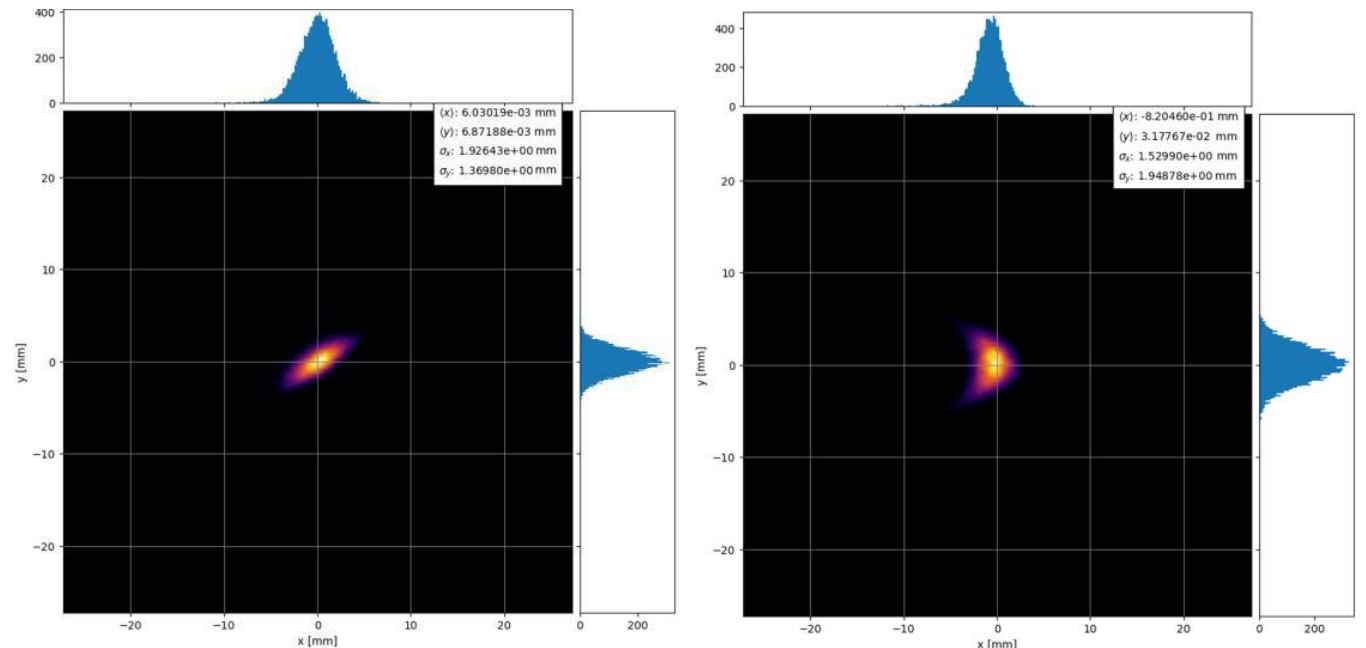 400
200
0
⟨x⟩: 6.03019e-03 mm
⟨y⟩: 6.87188e-03 mm
σx: 1.92643e+00 mm
σy: 1.36980e+00 mm
20
10
0
−10
−20
y [mm]
−20
−10
0
10
20
x [mm]
0
200
400
200
0
⟨x⟩: -8.20460e-01 mm
⟨y⟩: 3.17767e-02 mm
σx: 1.52990e+00 mm
σy: 1.94878e+00 mm
20
10
0
−10
−20
y [mm]
−20
−10
0
10
20
x [mm]
0
200